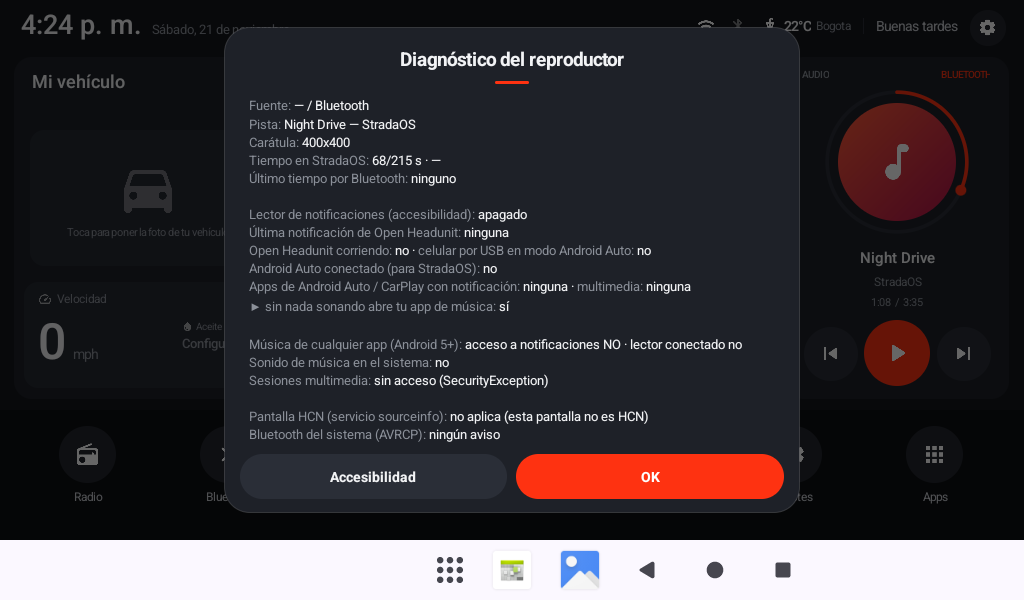 4:24 p. m.
Sábado, 21 de
22°C Bogota
Buenas tardes
Diagnóstico del reproductor
Mi vehículo
AUDIO
BLUETOOTH
Fuente: — / Bluetooth
Pista: Night Drive — StradaOS
Carátula: 400x400
Tiempo en StradaOS: 68/215 s · —
Último tiempo por Bluetooth: ninguno
Lector de notificaciones (accesibilidad): apagado
Última notificación de Open Headunit: ninguna
Open Headunit corriendo: no · celular por USB en modo Android Auto: no
Android Auto conectado (para StradaOS): no
Apps de Android Auto / CarPlay con notificación: ninguna · multimedia: ninguna
► sin nada sonando abre tu app de música: sí
Música de cualquier app (Android 5+): acceso a notificaciones NO · lector conectado no
Sonido de música en el sistema: no
Sesiones multimedia: sin acceso (SecurityException)
Pantalla HCN (servicio sourceinfo): no aplica (esta pantalla no es HCN)
Bluetooth del sistema (AVRCP): ningún aviso
Accesibilidad
OK
Toca para poner la foto de tu vehícul
Velocidad
0 mph
Aceite
Configu
Night Drive
StradaOS
1:08 / 3:35
Radio
Blue
tes
Apps